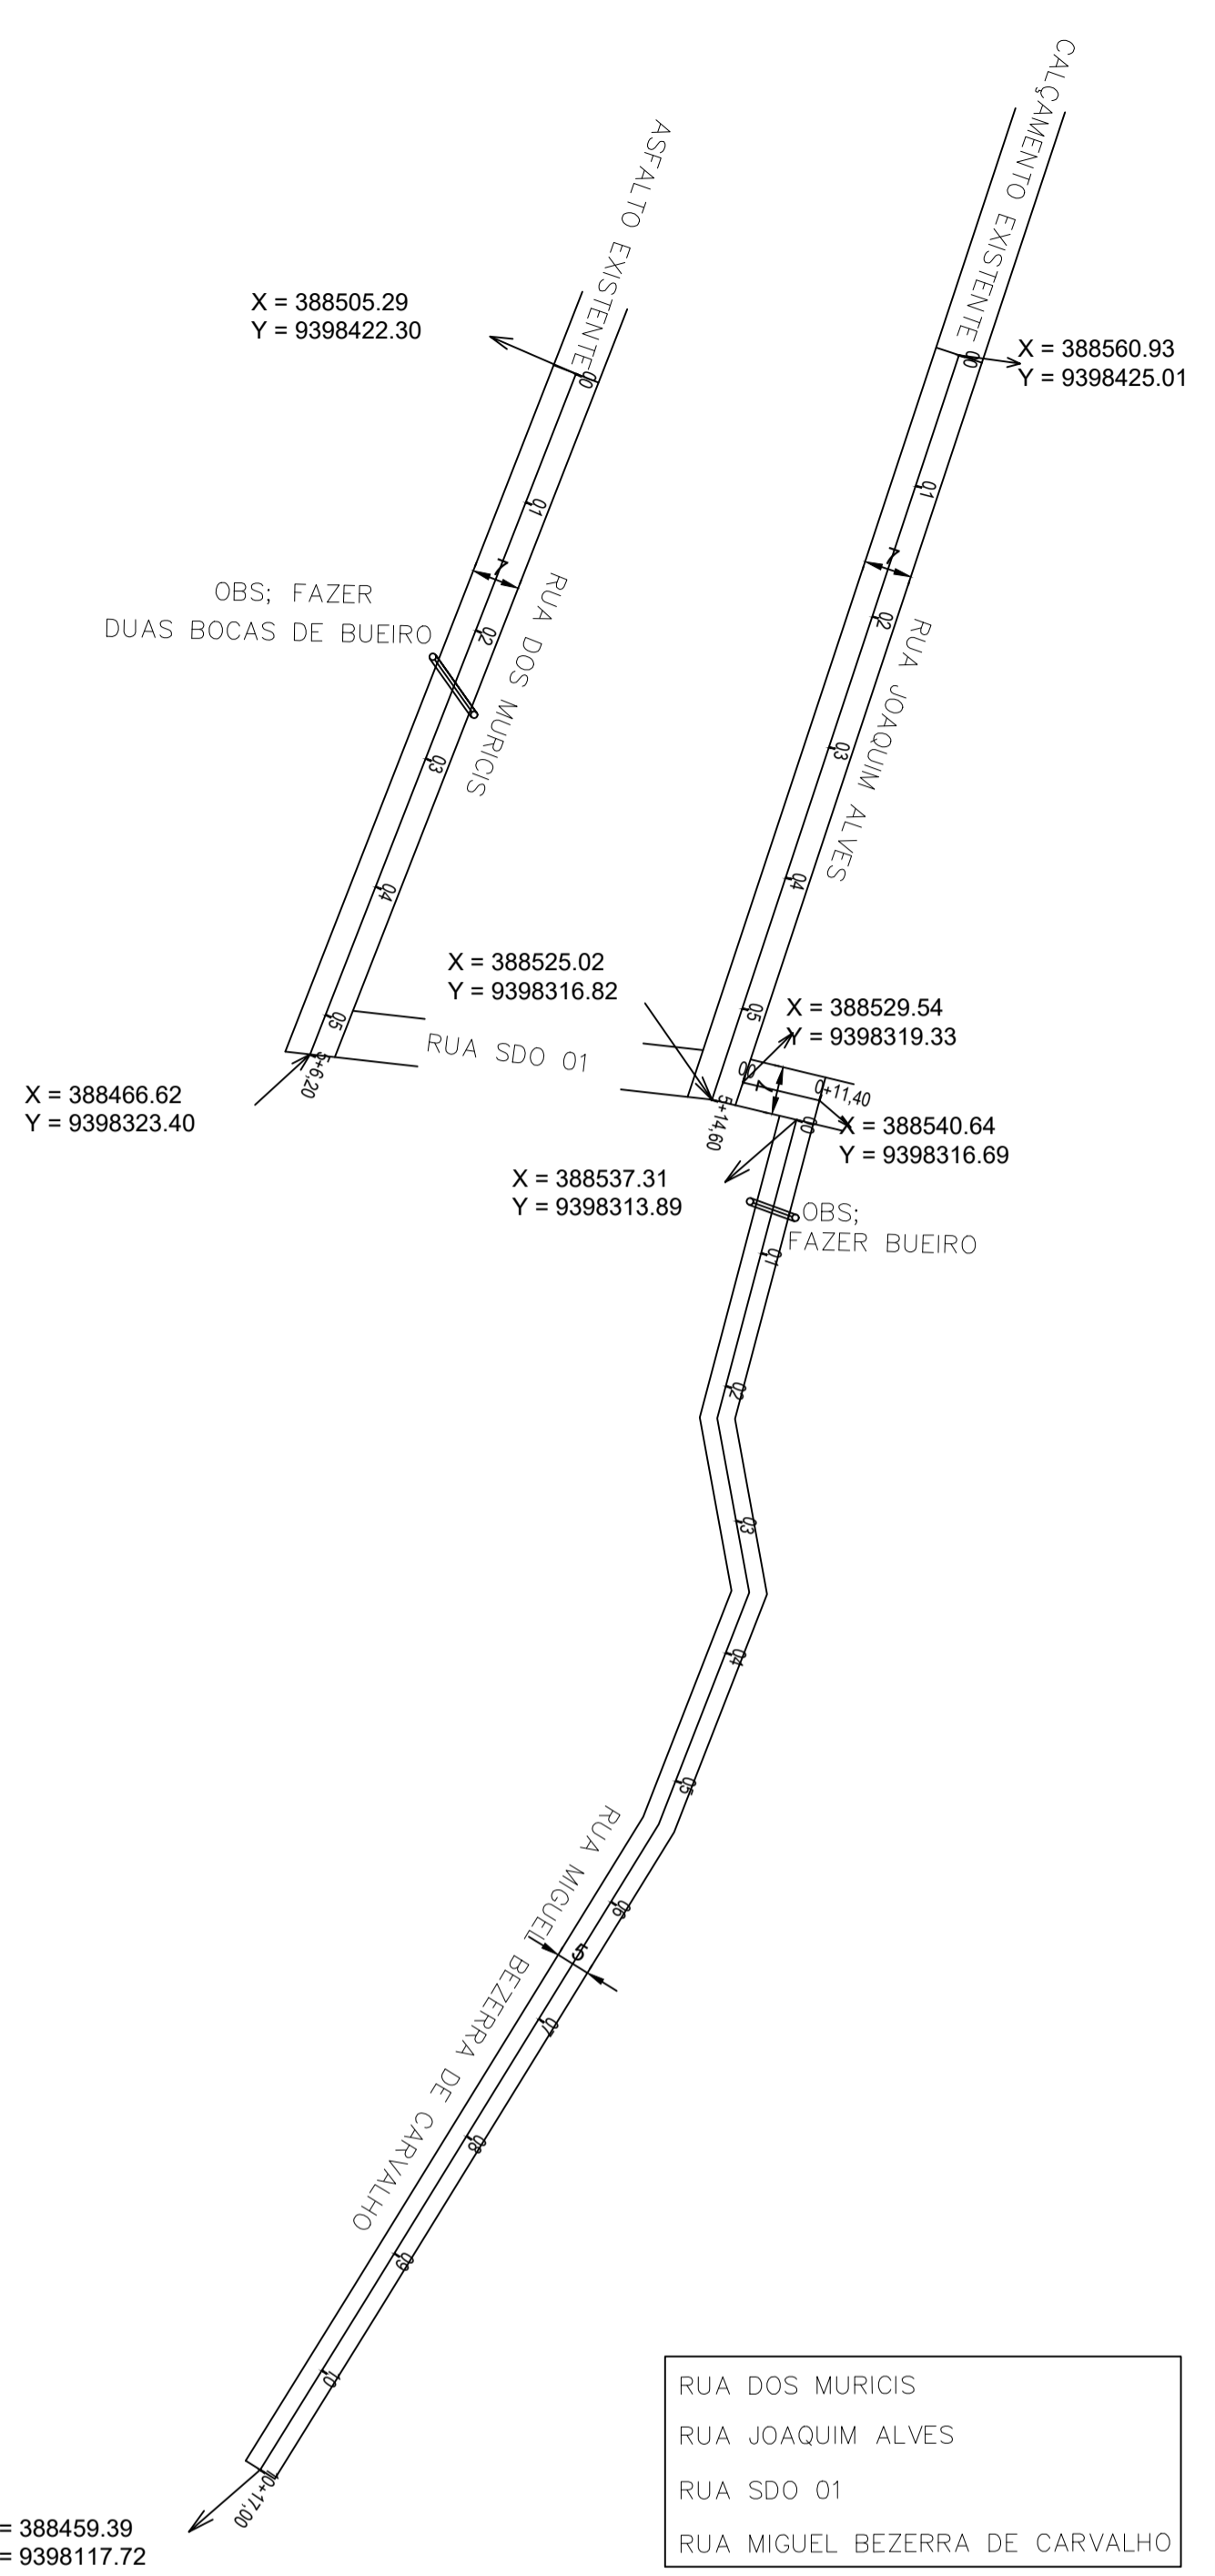 CALÇAMENTO EXISTENTE
ASFALTO EXISTENTE
X = 388505.29
Y = 9398422.30
X = 388560.93
Y = 9398425.01
00
01
02
03
04
05
5+6,20
7
RUA DOS MURICIS
OBS; FAZER
DUAS BOCAS DE BUEIRO
00
01
02
03
04
05
5+14,60
7
RUA JOAQUIM ALVES
X = 388525.02
Y = 9398316.82
X = 388529.54
Y = 9398319.33
RUA SDO 01
00
7
0+11,40
X = 388466.62
Y = 9398323.40
X = 388540.64
Y = 9398316.69
X = 388537.31
Y = 9398313.89
OBS;
FAZER BUEIRO
00
01
02
03
04
05
06
5
07
08
09
10
10+17,00
RUA MIGUEL BEZERRA DE CARVALHO
= 388459.39
= 9398117.72
RUA DOS MURICIS
RUA JOAQUIM ALVES
RUA SDO 01
RUA MIGUEL BEZERRA DE CARVALHO